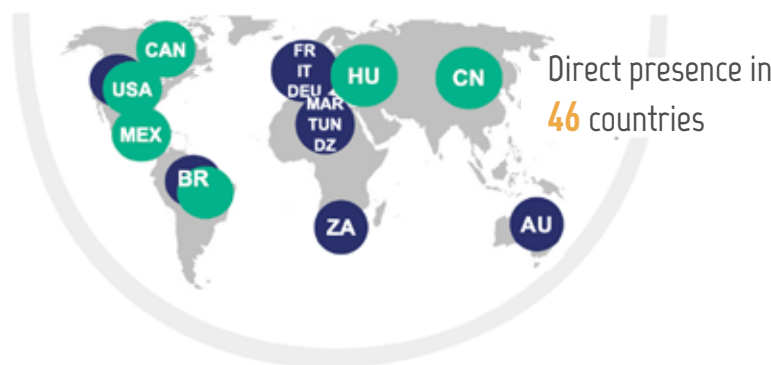 CAN
USA
MEX
BR
FR
IT
DEU
MAR
TUN
DZ
HU
CN
ZA
AU
Direct presence in
46 countries